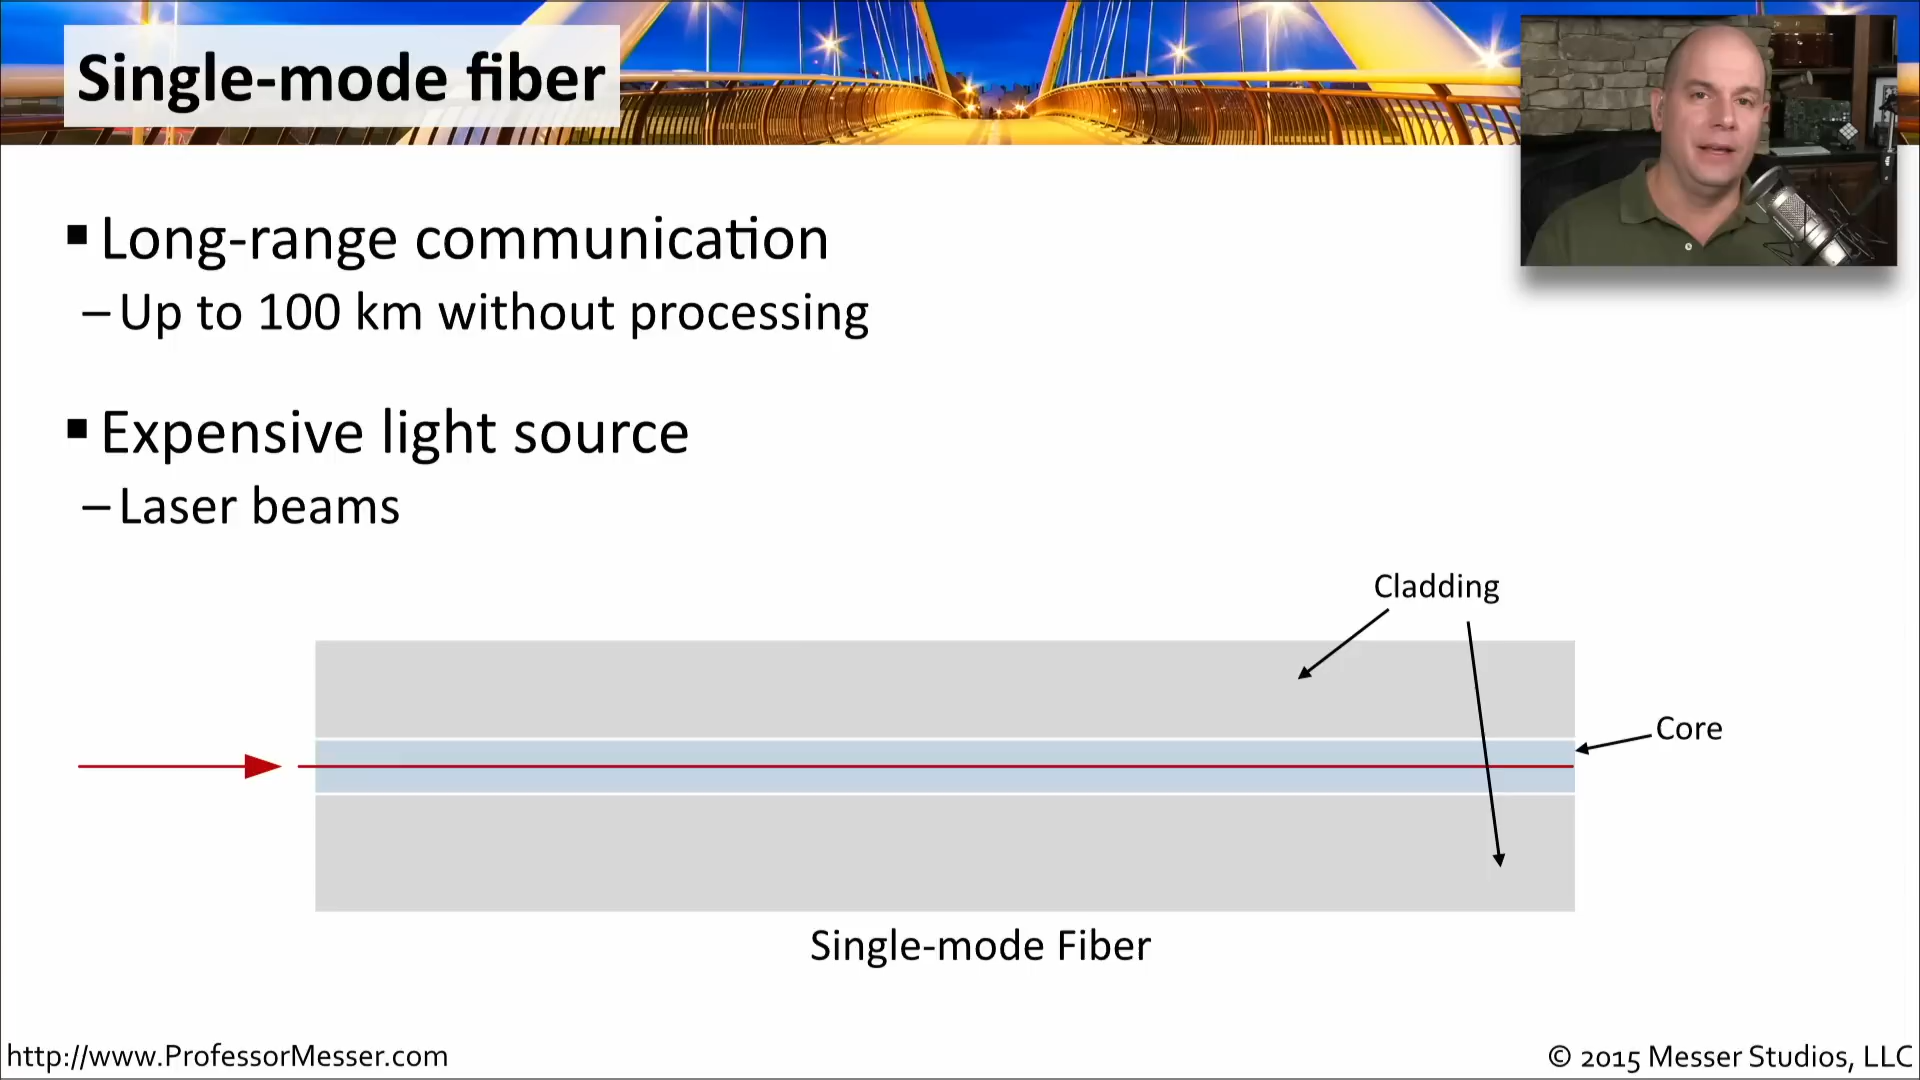 Single-mode fiber
▪ Long-range communication
– Up to 100 km without processing
▪ Expensive light source
– Laser beams
Cladding
Core
Single-mode Fiber
http://www.ProfessorMesser.com
© 2015 Messer Studios, LLC